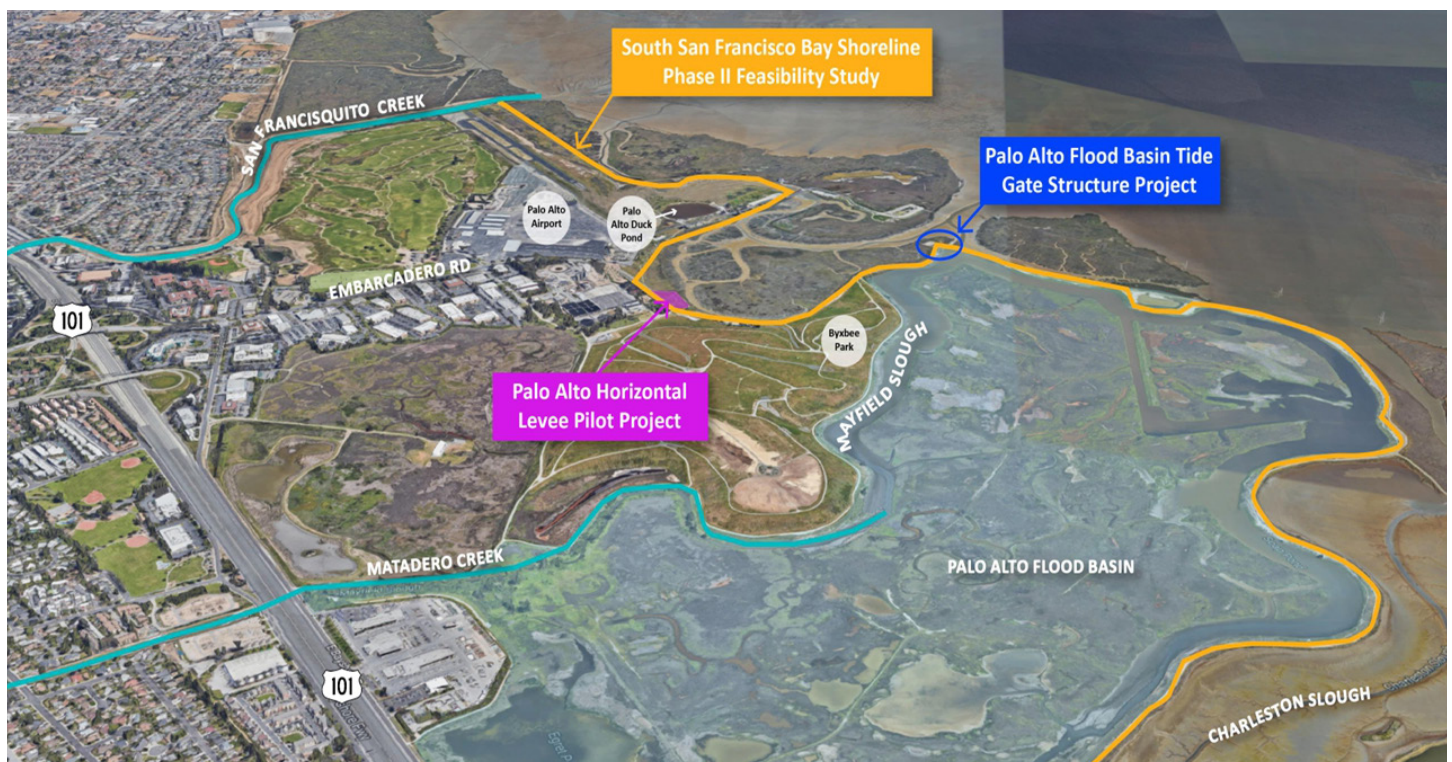 South San Francisco Bay Shoreline
Phase II Feasibility Study
SAN FRANCISQUITO CREEK
Palo Alto Flood Basin Tide
Gate Structure Project
Palo Alto
Airport
Palo
Alto Duck
Pond
EMBARCADERO RD
101
Byxbee
Park
MAYFIELD SLOUGH
Palo Alto Horizontal
Levee Pilot Project
MATADERO CREEK
PALO ALTO FLOOD BASIN
101
CHARLESTON SLOUGH